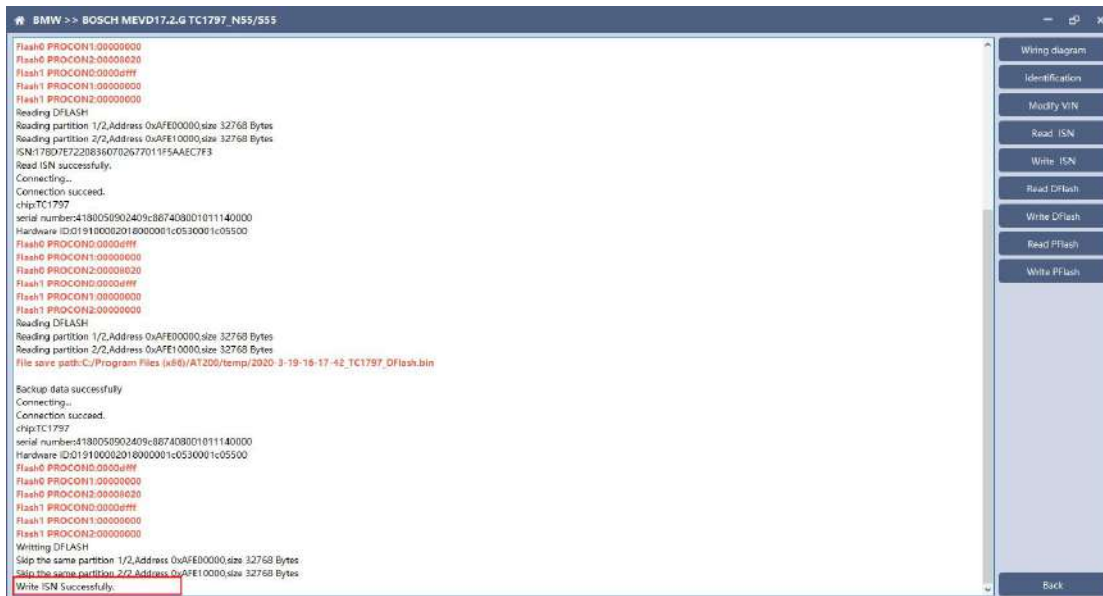 BMW >> BOSCH MEVD17.2.G TC1797_N55/S55
Flash0 PROCON1:00000000
Flash0 PROCON2:00008020
Flash1 PROCON0:0000dfff
Flash1 PROCON1:00000000
Flash1 PROCON2:00000000
Reading DFLASH
Reading partition 1/2,Address 0xAFE00000,size 32768 Bytes
Reading partition 2/2,Address 0xAFE10000,size 32768 Bytes
ISN:178D7E72208360702677011F5AAEC7F3
Read ISN successfully.
Connecting...
Connection succeed.
chip:TC1797
serial number:4180050902409c887408001011140000
Hardware ID:019100002018000001c0530001c05500
Flash0 PROCON0:0000dfff
Flash0 PROCON1:00000000
Flash0 PROCON2:00008020
Flash1 PROCON0:0000dfff
Flash1 PROCON1:00000000
Flash1 PROCON2:00000000
Reading DFLASH
Reading partition 1/2,Address 0xAFE00000,size 32768 Bytes
Reading partition 2/2,Address 0xAFE10000,size 32768 Bytes
File save path:C:/Program Files (x86)/AT200/temp/2020-3-19-16-17-42_TC1797_DFlash.bin
Backup data successfully
Connecting...
Connection succeed.
chip:TC1797
serial number:4180050902409c887408001011140000
Hardware ID:019100002018000001c0530001c05500
Flash0 PROCON0:0000dfff
Flash0 PROCON1:00000000
Flash0 PROCON2:00008020
Flash1 PROCON0:0000dfff
Flash1 PROCON1:00000000
Flash1 PROCON2:00000000
Writting DFLASH
Skip the same partition 1/2,Address 0xAFE00000,size 32768 Bytes
Skip the same partition 2/2,Address 0xAFE10000,size 32768 Bytes
Write ISN Successfully.
Wiring diagram
Identification
Modify VIN
Read ISN
Write ISN
Read DFlash
Write DFlash
Read PFlash
Write PFlash
Back